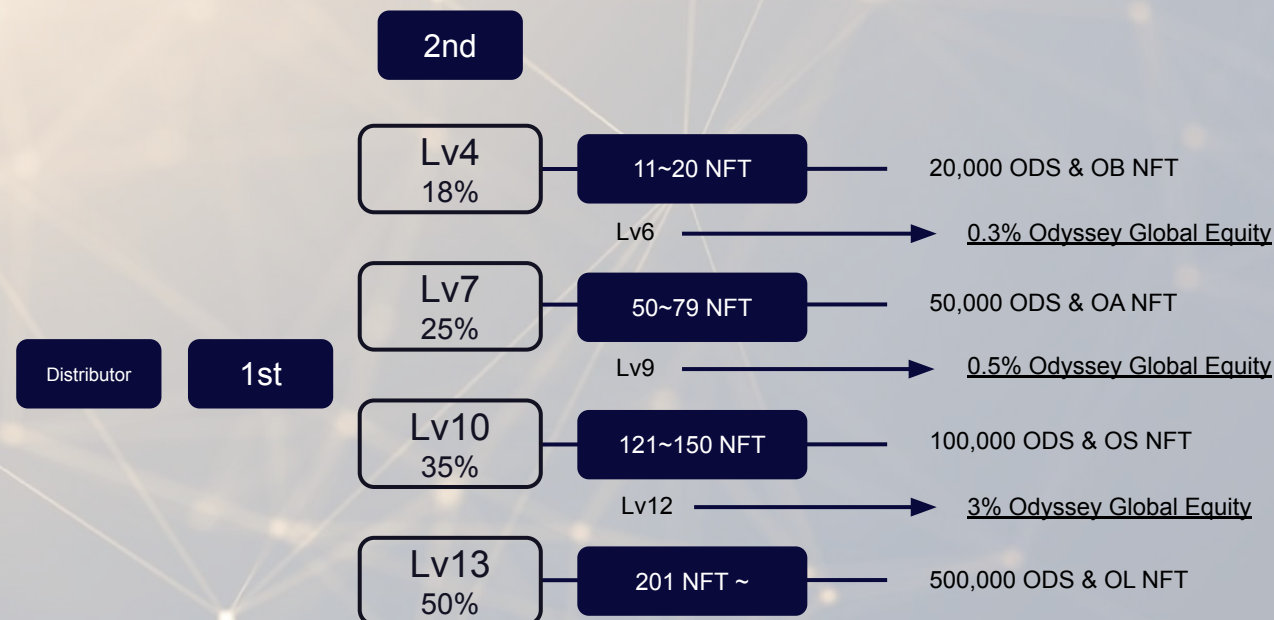 2nd
Lv4
18%
11~20 NFT
20,000 ODS & OB NFT
Lv6
0.3% Odyssey Global Equity
Lv7
25%
50~79 NFT
50,000 ODS & OA NFT
Distributor
1st
Lv9
0.5% Odyssey Global Equity
Lv10
35%
121~150 NFT
100,000 ODS & OS NFT
Lv12
3% Odyssey Global Equity
Lv13
50%
201 NFT ~
500,000 ODS & OL NFT